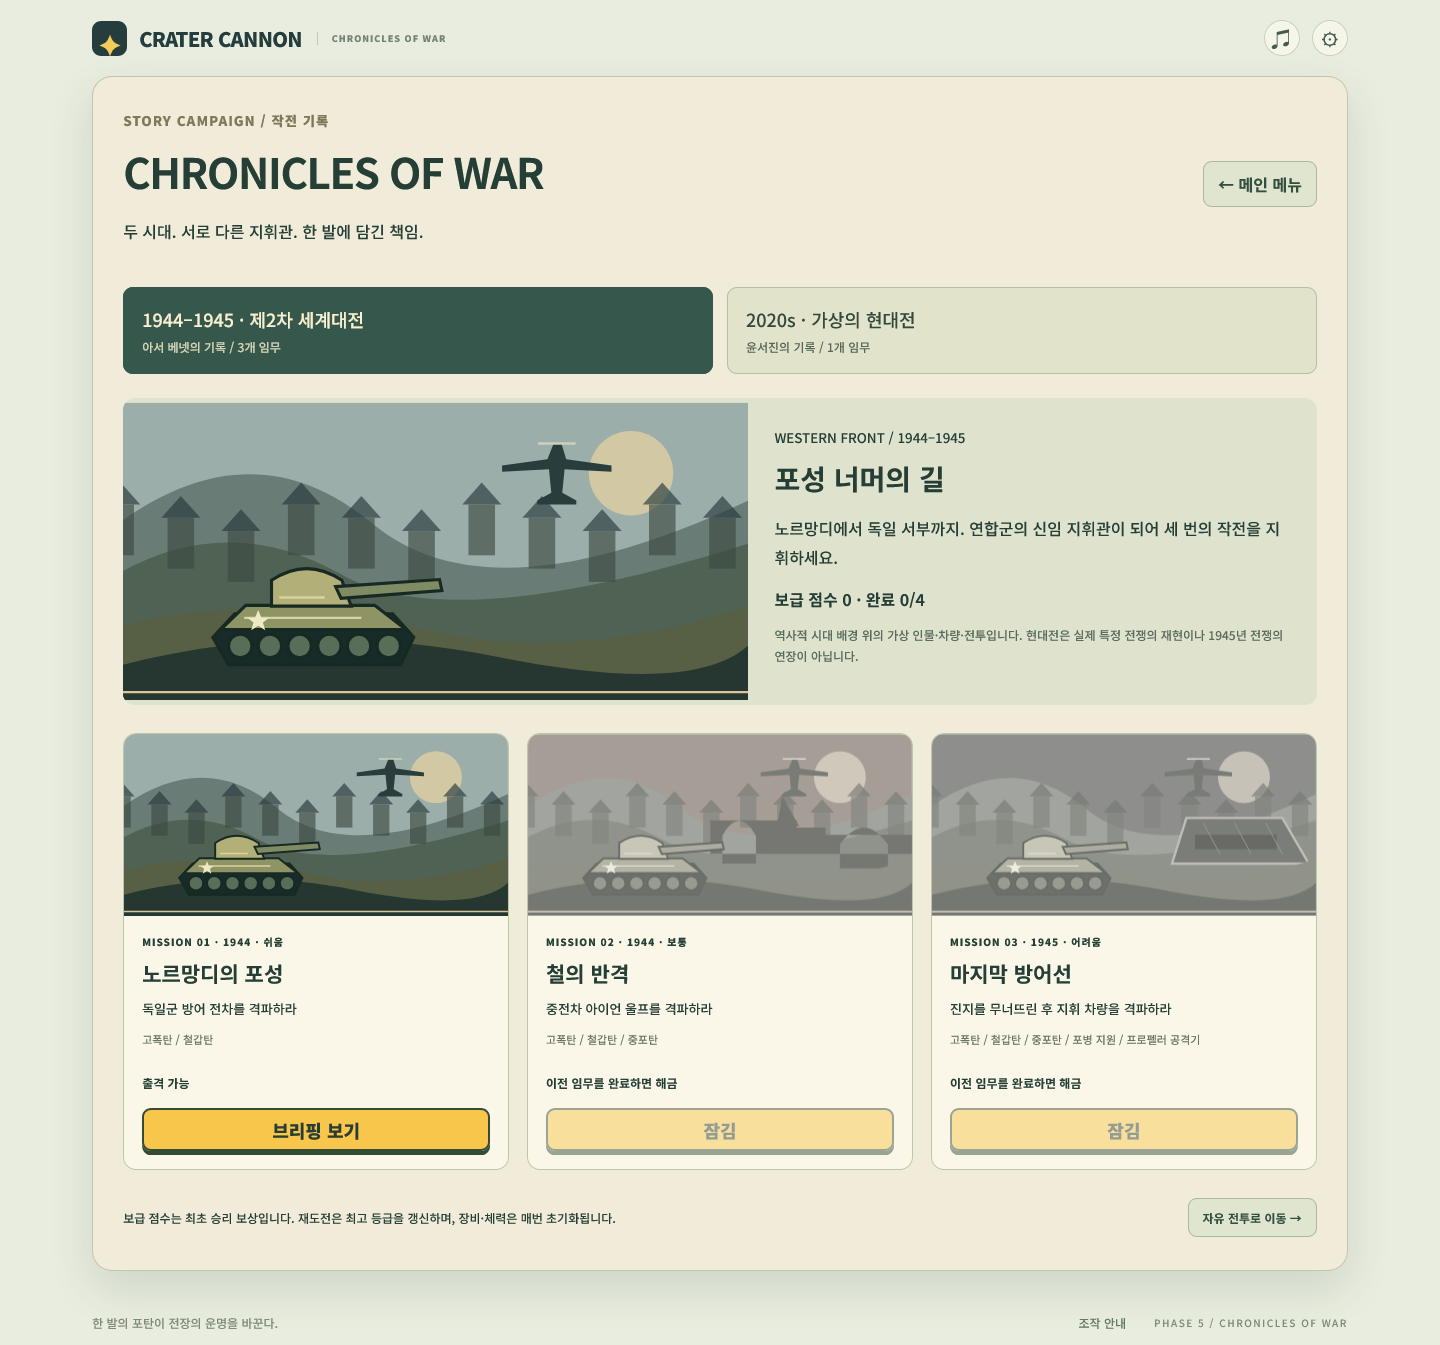 CRATER CANNON
CHRONICLES OF WAR
STORY CAMPAIGN / 작전 기록
CHRONICLES OF WAR
← 메인 메뉴
두 시대. 서로 다른 지휘관. 한 발에 담긴 책임.
1944–1945 · 제2차 세계대전
아서 베넷의 기록 / 3개 임무
2020s · 가상의 현대전
윤서진의 기록 / 1개 임무
WESTERN FRONT / 1944–1945
포성 너머의 길
노르망디에서 독일 서부까지. 연합군의 신임 지휘관이 되어 세 번의 작전을 지
휘하세요.
보급 점수 0 · 완료 0/4
역사적 시대 배경 위의 가상 인물·차량·전투입니다. 현대전은 실제 특정 전쟁의 재현이나 1945년 전쟁의
연장이 아닙니다.
MISSION 01 · 1944 · 쉬움
노르망디의 포성
독일군 방어 전차를 격파하라
고폭탄 / 철갑탄
출격 가능
브리핑 보기
MISSION 02 · 1944 · 보통
철의 반격
중전차 아이언 울프를 격파하라
고폭탄 / 철갑탄 / 중포탄
이전 임무를 완료하면 해금
잠김
MISSION 03 · 1945 · 어려움
마지막 방어선
진지를 무너뜨린 후 지휘 차량을 격파하라
고폭탄 / 철갑탄 / 중포탄 / 포병 지원 / 프로펠러 공격기
이전 임무를 완료하면 해금
잠김
보급 점수는 최초 승리 보상입니다. 재도전은 최고 등급을 갱신하며, 장비·체력은 매번 초기화됩니다.
자유 전투로 이동 →
한 발의 포탄이 전장의 운명을 바꾼다.
조작 안내
PHASE 5 / CHRONICLES OF WAR